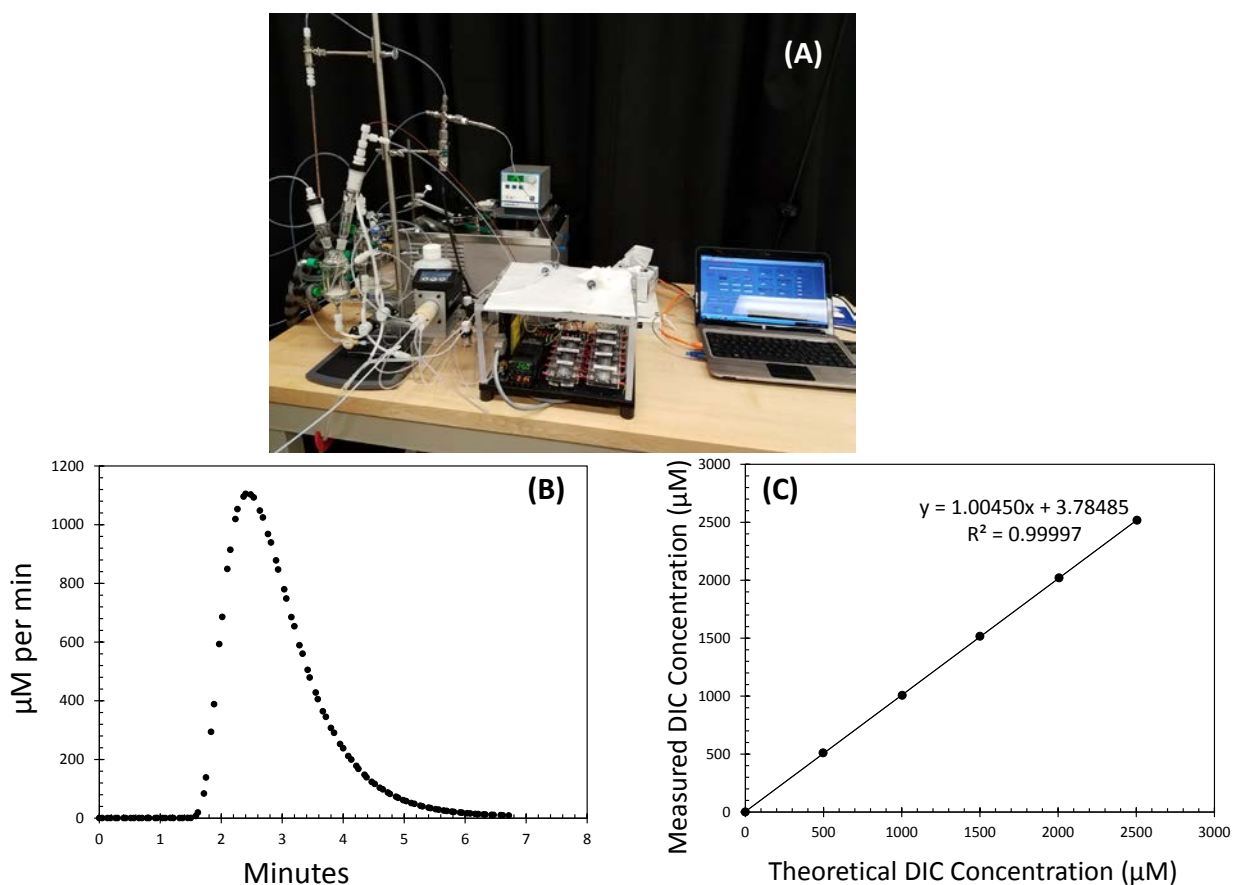 (A)
(B)
1200
1000
800
600
400
200
0
0 1 2 3 4 5 6 7 8
µM per min
Minutes
(C)
y = 1.00450x + 3.78485
R² = 0.99997
3000
2500
2000
1500
1000
500
0
0 500 1000 1500 2000 2500 3000
Measured DIC Concentration (µM)
Theoretical DIC Concentration (µM)